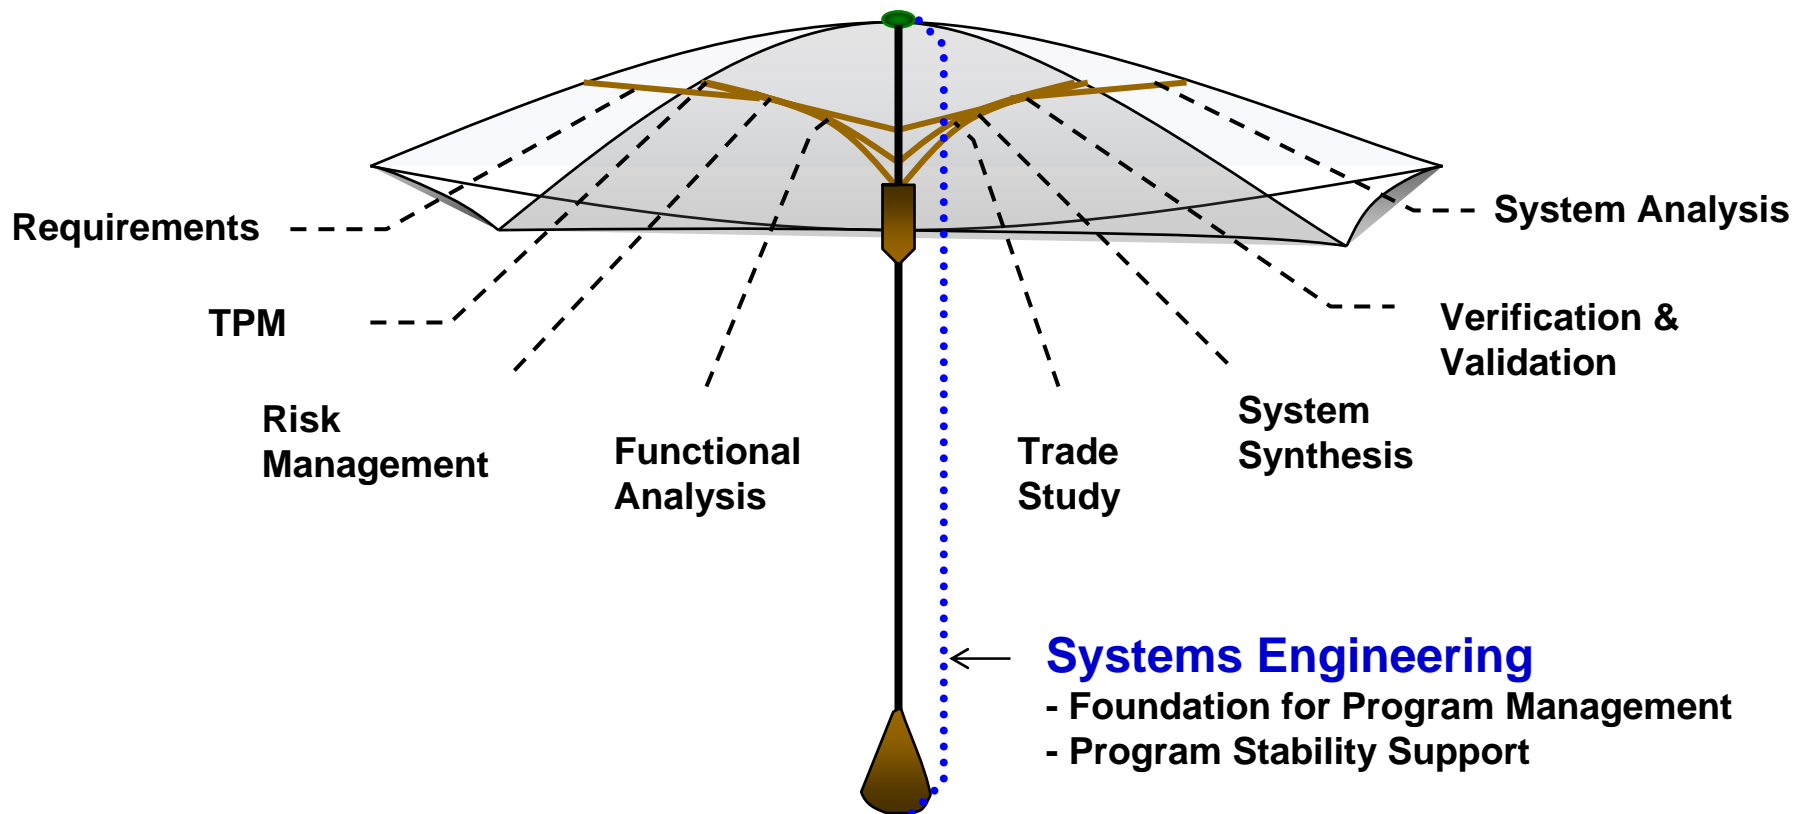 Requirements
System Analysis
TPM
Verification &
Validation
Risk
Management
Functional
Analysis
Trade
Study
System
Synthesis
Systems Engineering
- Foundation for Program Management
- Program Stability Support